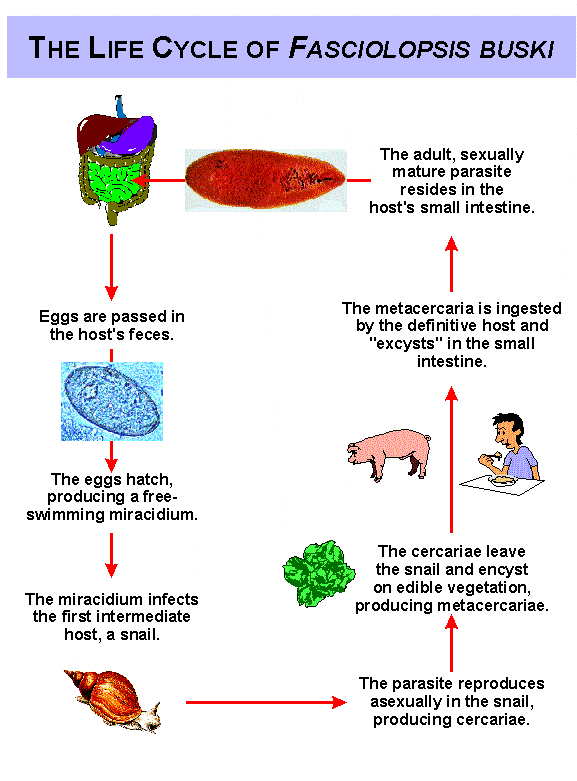 THE LIFE CYCLE OF FASCIOLOPSIS BUSKI
The adult, sexually
mature parasite
resides in the
host's small intestine.
Eggs are passed in
the host's feces.
The eggs hatch,
producing a free-
swimming miracidium.
The miracidium infects
the first intermediate
host, a snail.
The parasite reproduces
asexually in the snail,
producing cercariae.
The cercariae leave
the snail and encyst
on edible vegetation,
producing metacercariae.
The metacercaria is ingested
by the definitive host and
"excysts" in the small
intestine.